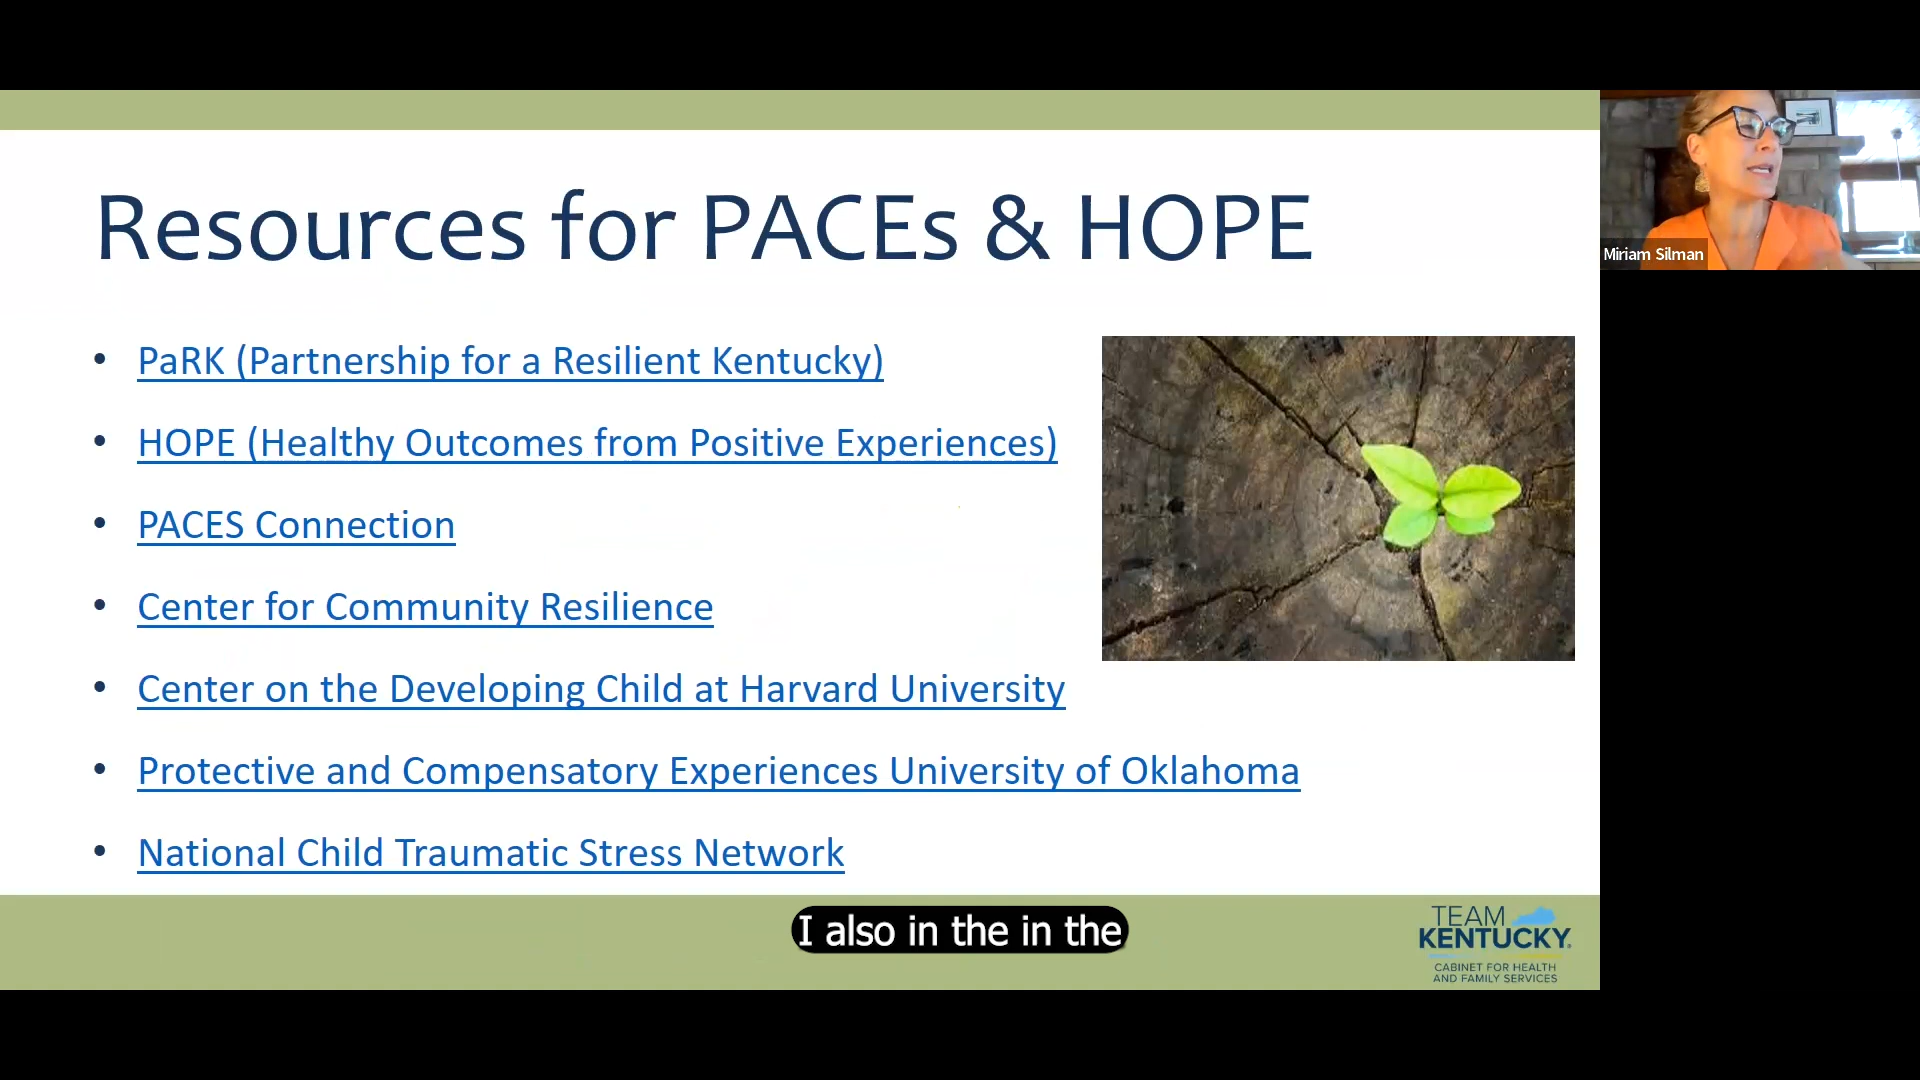 Resources for PACEs & HOPE
Miriam Silman
• PaRK (Partnership for a Resilient Kentucky)
• HOPE (Healthy Outcomes from Positive Experiences)
• PACES Connection
• Center for Community Resilience
• Center on the Developing Child at Harvard University
• Protective and Compensatory Experiences University of Oklahoma
• National Child Traumatic Stress Network
I also in the in the
TEAM
KENTUCKY®
CABINET FOR HEALTH
AND FAMILY SERVICES